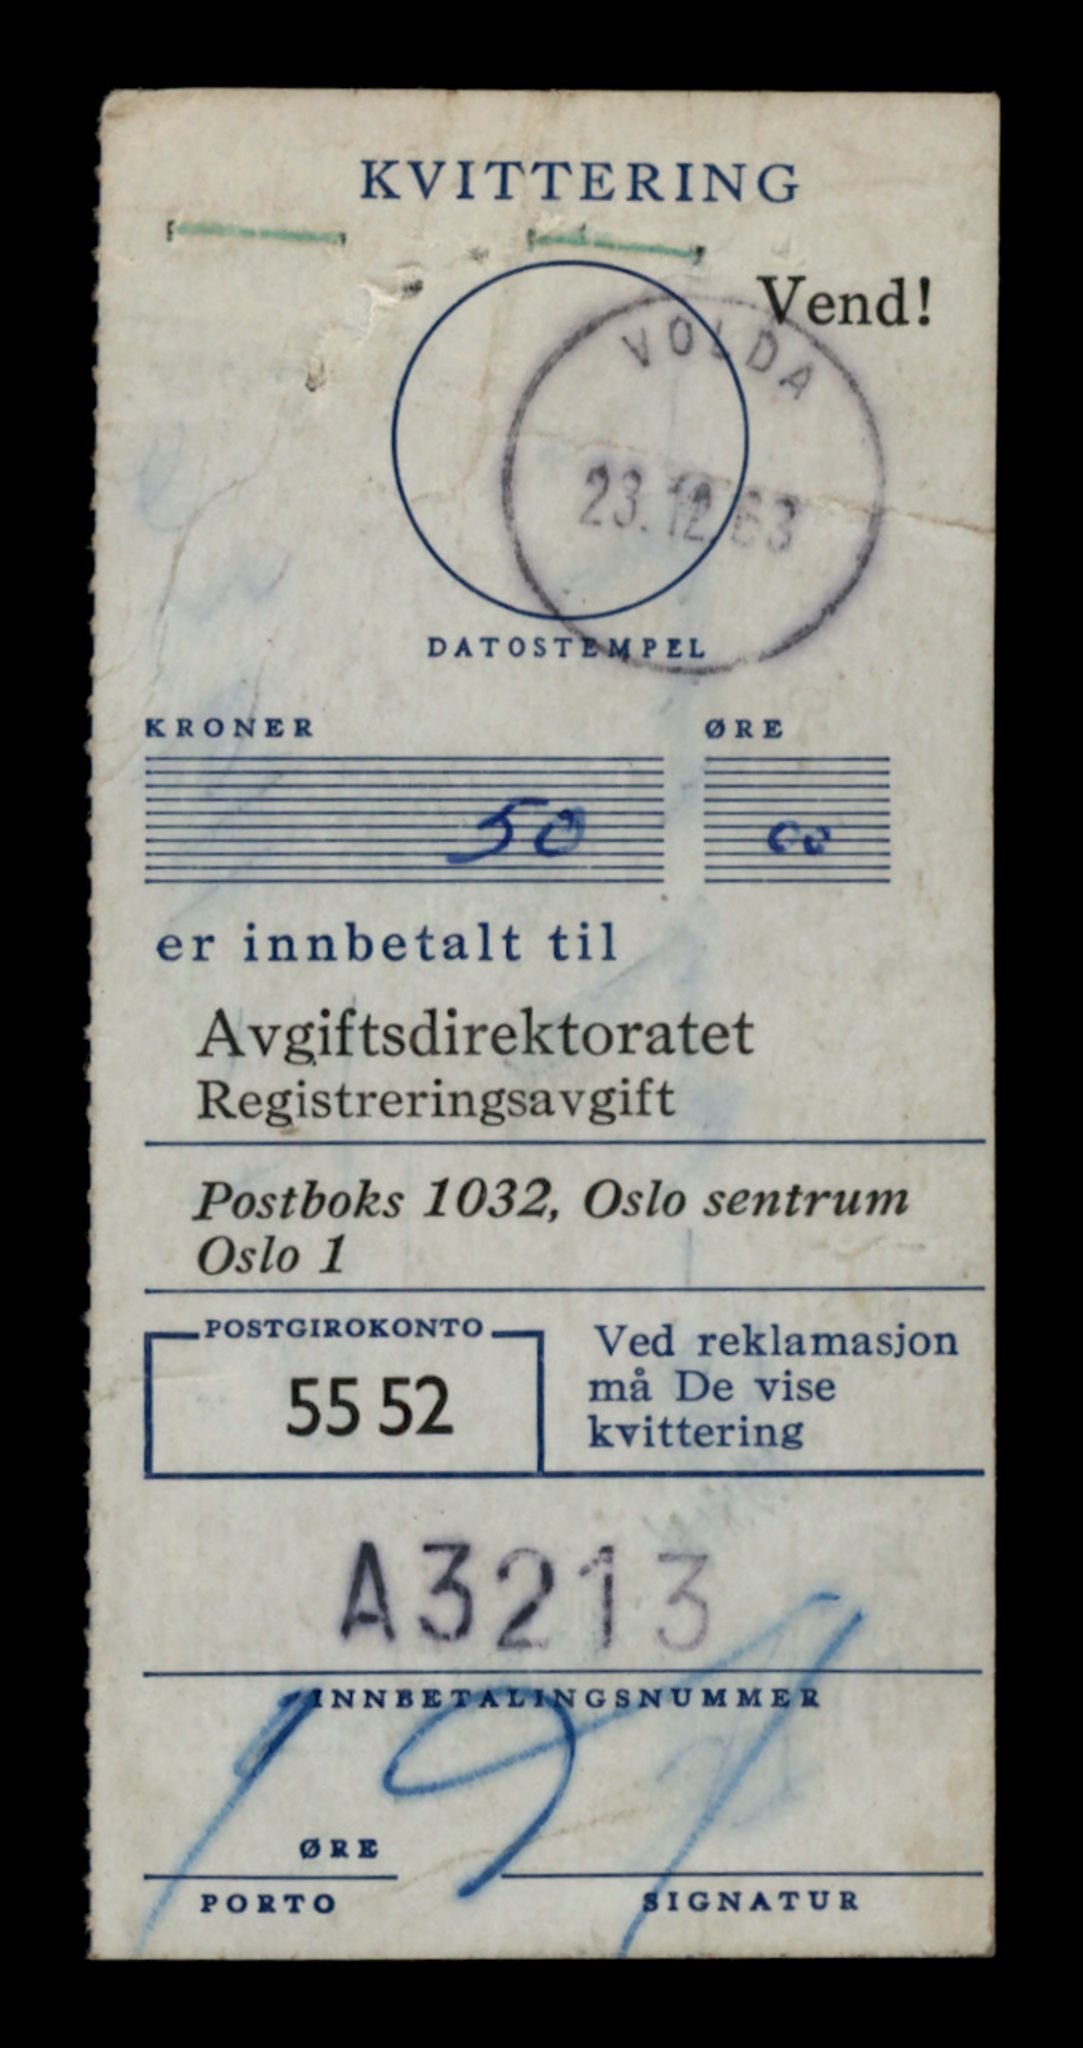 KVITTERING
Vend!
VOLDA
23.12.63
DATOSTEMPEL
KRONER ØRE
50 00
er innbetalt til
Avgiftsdirektoratet
Registreringsavgift
Postboks 1032, Oslo sentrum
Oslo 1
POSTGIROKONTO
55 52
Ved reklamasjon
må De vise
kvittering
A3213
INNBETALINGSNUMMER
ØRE
PORTO SIGNATUR